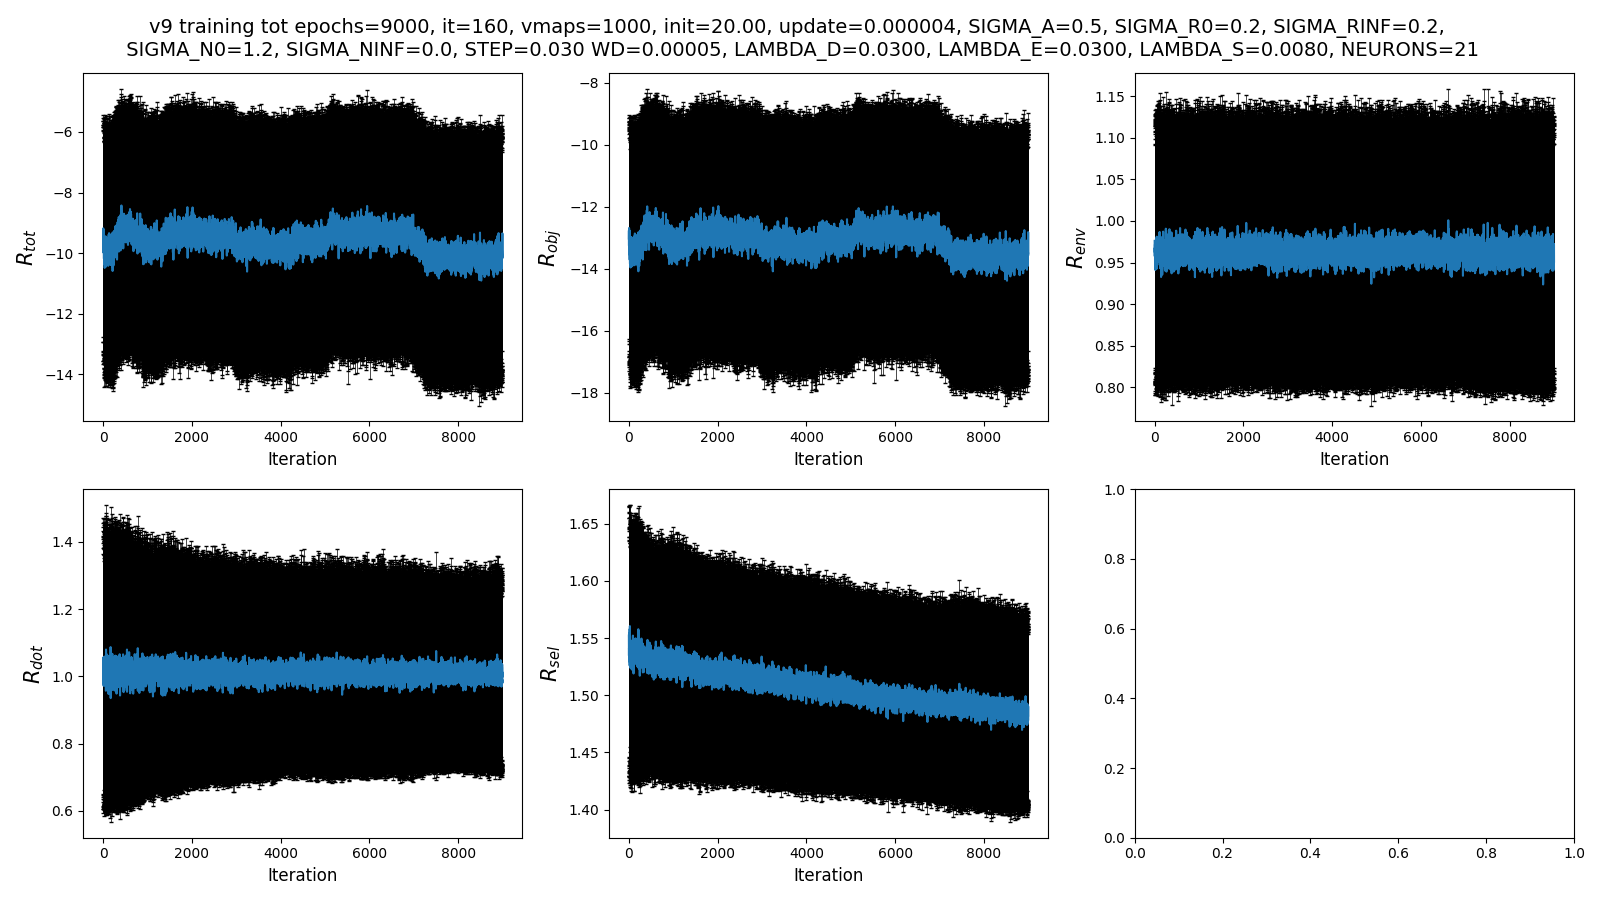 v9 training tot epochs=9000, it=160, vmaps=1000, init=20.00, update=0.000004, SIGMA_A=0.5, SIGMA_R0=0.2, SIGMA_RINF=0.2,
SIGMA_N0=1.2, SIGMA_NINF=0.0, STEP=0.030 WD=0.00005, LAMBDA_D=0.0300, LAMBDA_E=0.0300, LAMBDA_S=0.0080, NEURONS=21
R_tot
−6
−8
−10
−12
−14
0 2000 4000 6000 8000
Iteration
R_obj
−8
−10
−12
−14
−16
−18
0 2000 4000 6000 8000
Iteration
R_env
1.15
1.10
1.05
1.00
0.95
0.90
0.85
0.80
0 2000 4000 6000 8000
Iteration
R_dot
1.4
1.2
1.0
0.8
0.6
0 2000 4000 6000 8000
Iteration
R_sel
1.65
1.60
1.55
1.50
1.45
1.40
0 2000 4000 6000 8000
Iteration
1.0
0.8
0.6
0.4
0.2
0.0
0.0 0.2 0.4 0.6 0.8 1.0